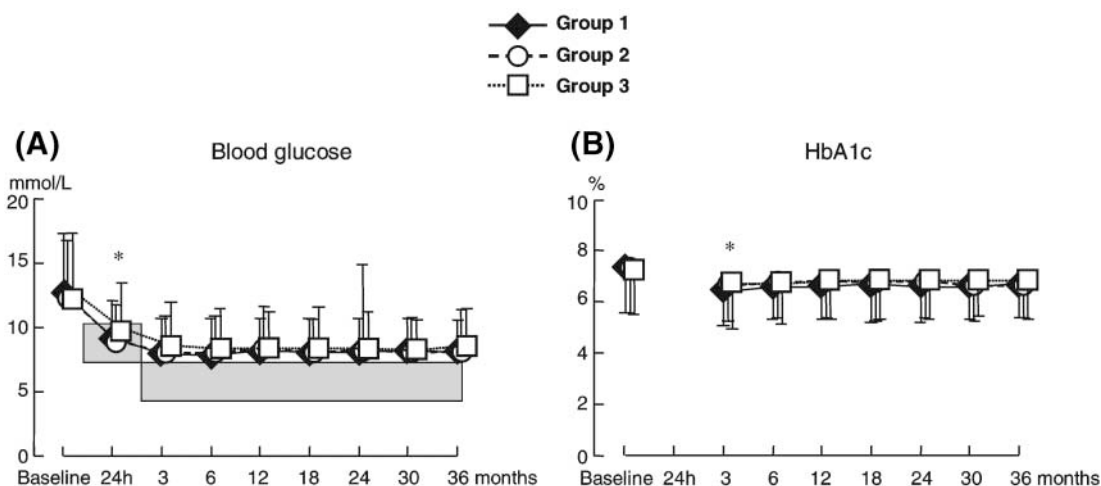 Group 1
Group 2
Group 3
(A)
Blood glucose
mmol/L
20
15
10
5
0
*
Baseline 24h 3 6 12 18 24 30 36 months
(B)
HbA1c
%
10
8
6
4
2
0
*
Baseline 24h 3 6 12 18 24 30 36 months